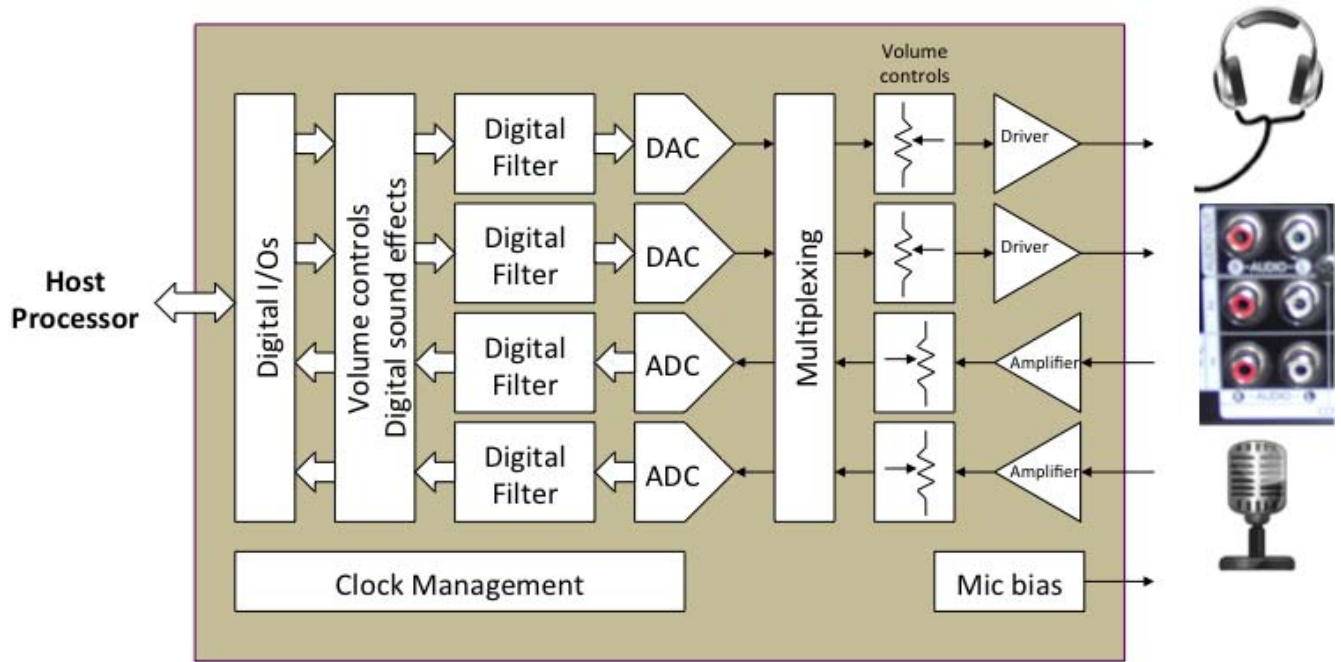 Volume
controls
Host
Processor
Digital I/Os
Volume controls
Digital sound effects
Digital
Filter
DAC
Digital
Filter
DAC
Digital
Filter
ADC
Digital
Filter
ADC
Multiplexing
Driver
Driver
Amplifier
Amplifier
Clock Management
Mic bias
AUDIO
AUDIO